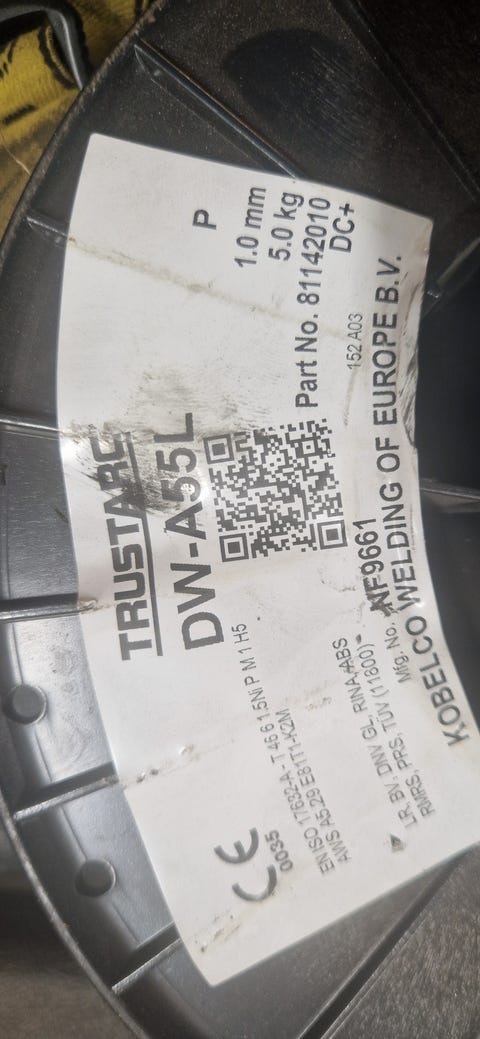 TRUSTARC
DW-A55L
P
1.0 mm
5.0 kg
Part No. 81142010
DC+
152 A03
CE
0035
EN ISO 17632-A - T 46 6 1.5Ni P M 1 H5
AWS A5.29 E81T1-K2M
LR, BV, DNV GL, RINA, ABS
RMRS, PRS, TÜV (11800)
Mfg. No. NF9661
KOBELCO WELDING OF EUROPE B.V.